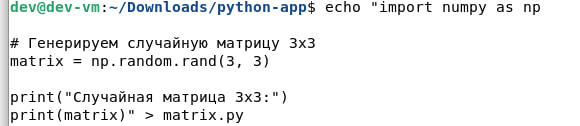 dev@dev-vm:~/Downloads/python-app$ echo "import numpy as np

# Генерируем случайную матрицу 3x3
matrix = np.random.rand(3, 3)

print("Случайная матрица 3x3:")
print(matrix)" > matrix.py